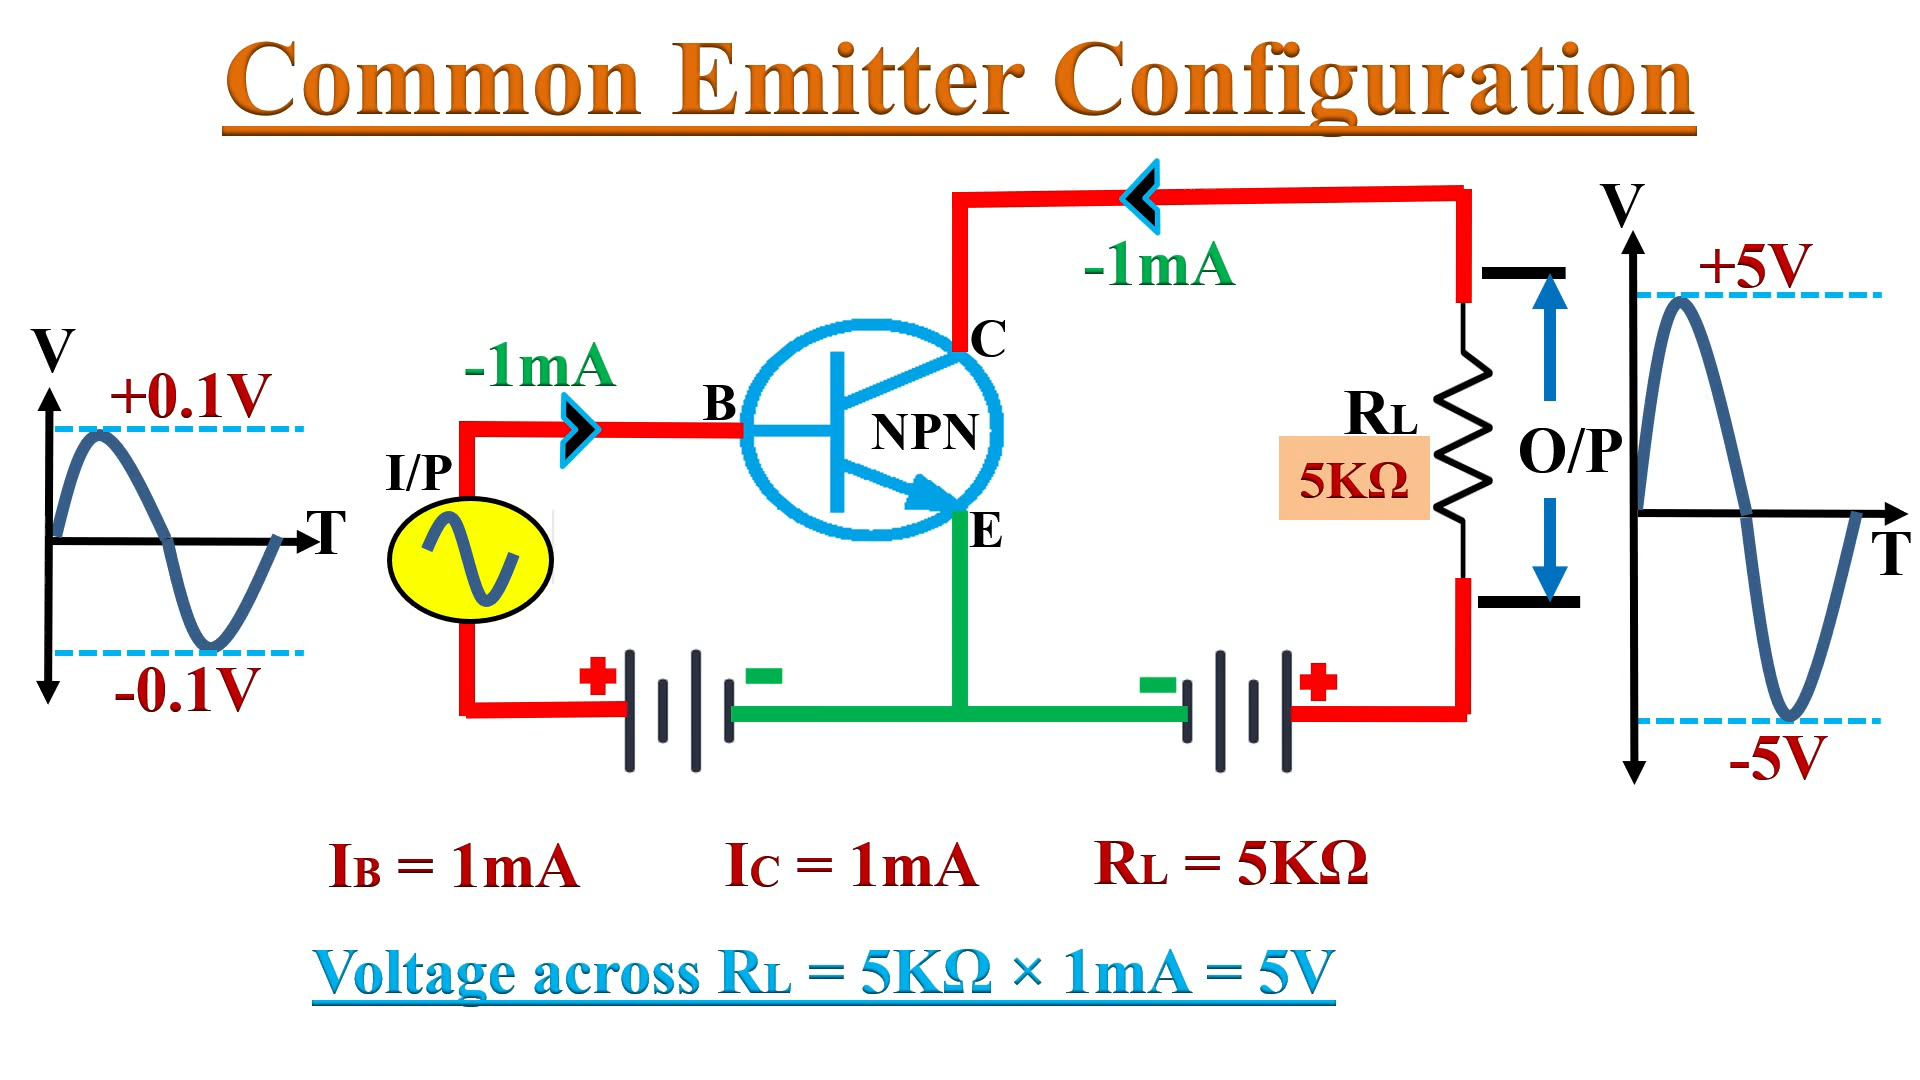 Common Emitter Configuration
V
+0.1V
T
-0.1V
I/P
-1mA
B
NPN
C
E
-1mA
RL
5KΩ
O/P
V
+5V
T
-5V
+
-
-
+
IB = 1mA
IC = 1mA
RL = 5KΩ
Voltage across RL = 5KΩ × 1mA = 5V